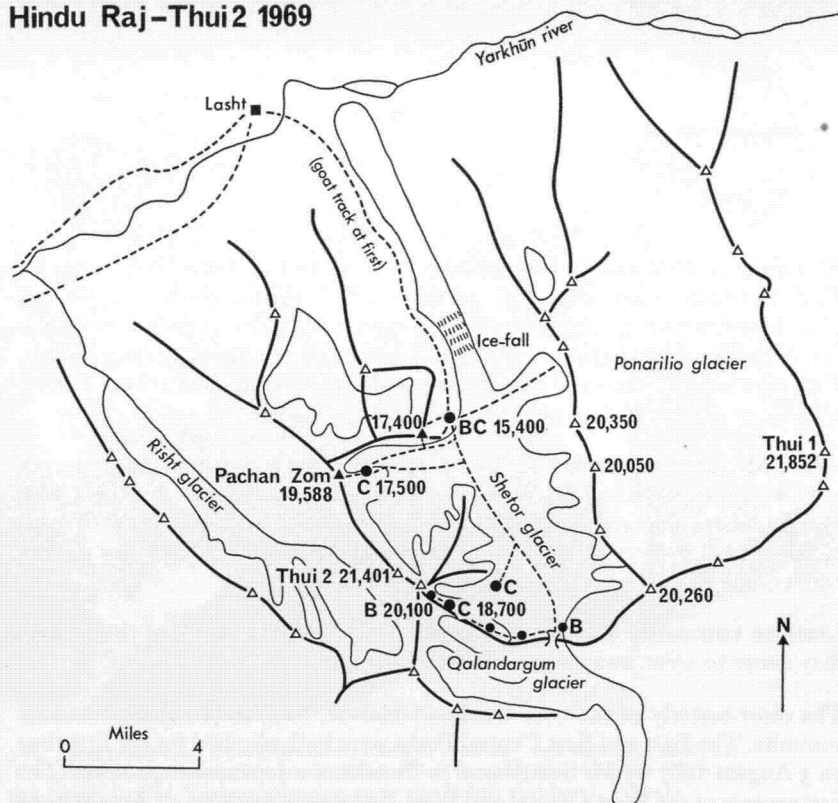 Hindu Raj–Thui 2 1969
Yarkhūn river
Lasht
(goat track at first)
Ice-fall
Ponarilio glacier
17,400
BC 15,400
20,350
Thui 1
21,852
Risht glacier
Pachan Zom
19,588
C 17,500
20,050
Shetor glacier
Thui 2 21,401
C
B 20,100
C 18,700
B
20,260
N
Qalandargum
glacier
Miles
0 4